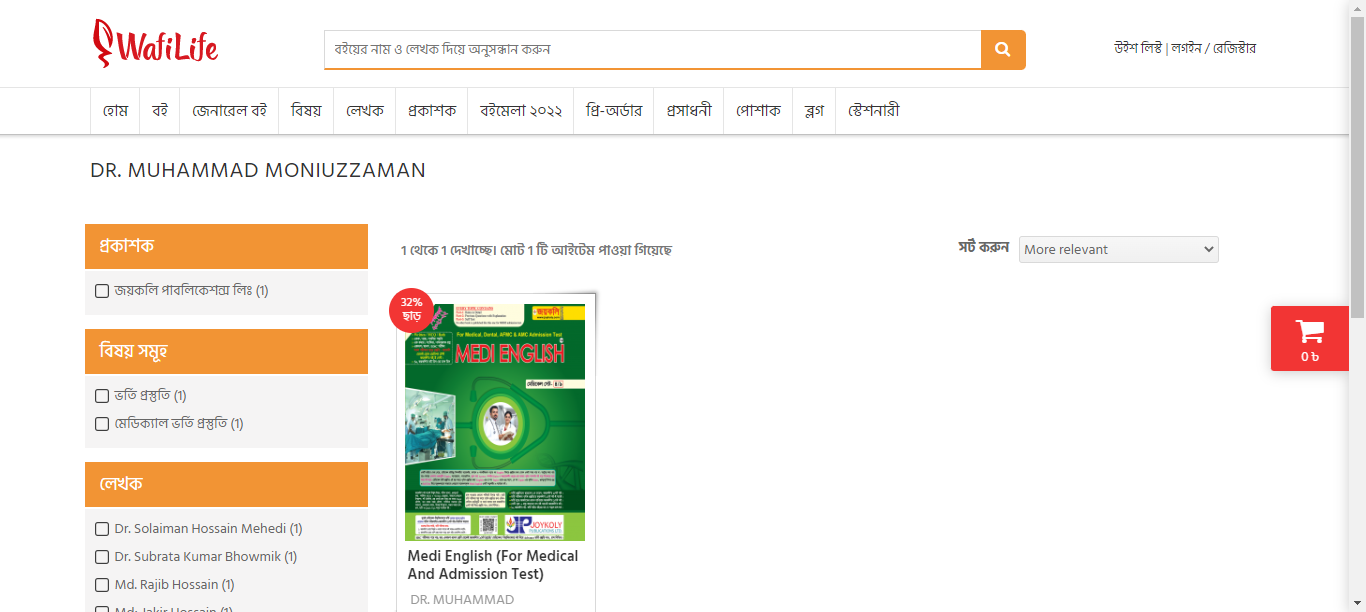 WafiLife
বইয়ের নাম ও লেখক দিয়ে অনুসন্ধান করুন
উইশ লিস্ট | লগইন / রেজিস্টার
হোম বই জেনারেল বই বিষয় লেখক প্রকাশক বইমেলা ২০২২ প্রি-অর্ডার প্রসাধনী পোশাক ব্লগ স্টেশনারী
DR. MUHAMMAD MONIUZZAMAN
প্রকাশক
জয়কলি পাবলিকেশন্স লিঃ (1)
বিষয় সমূহ
ভর্তি প্রস্তুতি (1)
মেডিক্যাল ভর্তি প্রস্তুতি (1)
লেখক
Dr. Solaiman Hossain Mehedi (1)
Dr. Subrata Kumar Bhowmik (1)
Md. Rajib Hossain (1)
Md: Jakir Hossain (1)
1 থেকে 1 দেখাচ্ছে। মোট 1 টি আইটেম পাওয়া গিয়েছে
সর্ট করুন More relevant
32%
ছাড়
জয়কলি
For Medical, Dental, AFMC & AMC Admission Test
MEDI ENGLISH
JOYKOLY
PUBLICATIONS LTD.
Medi English (For Medical
And Admission Test)
DR. MUHAMMAD
0 ৳